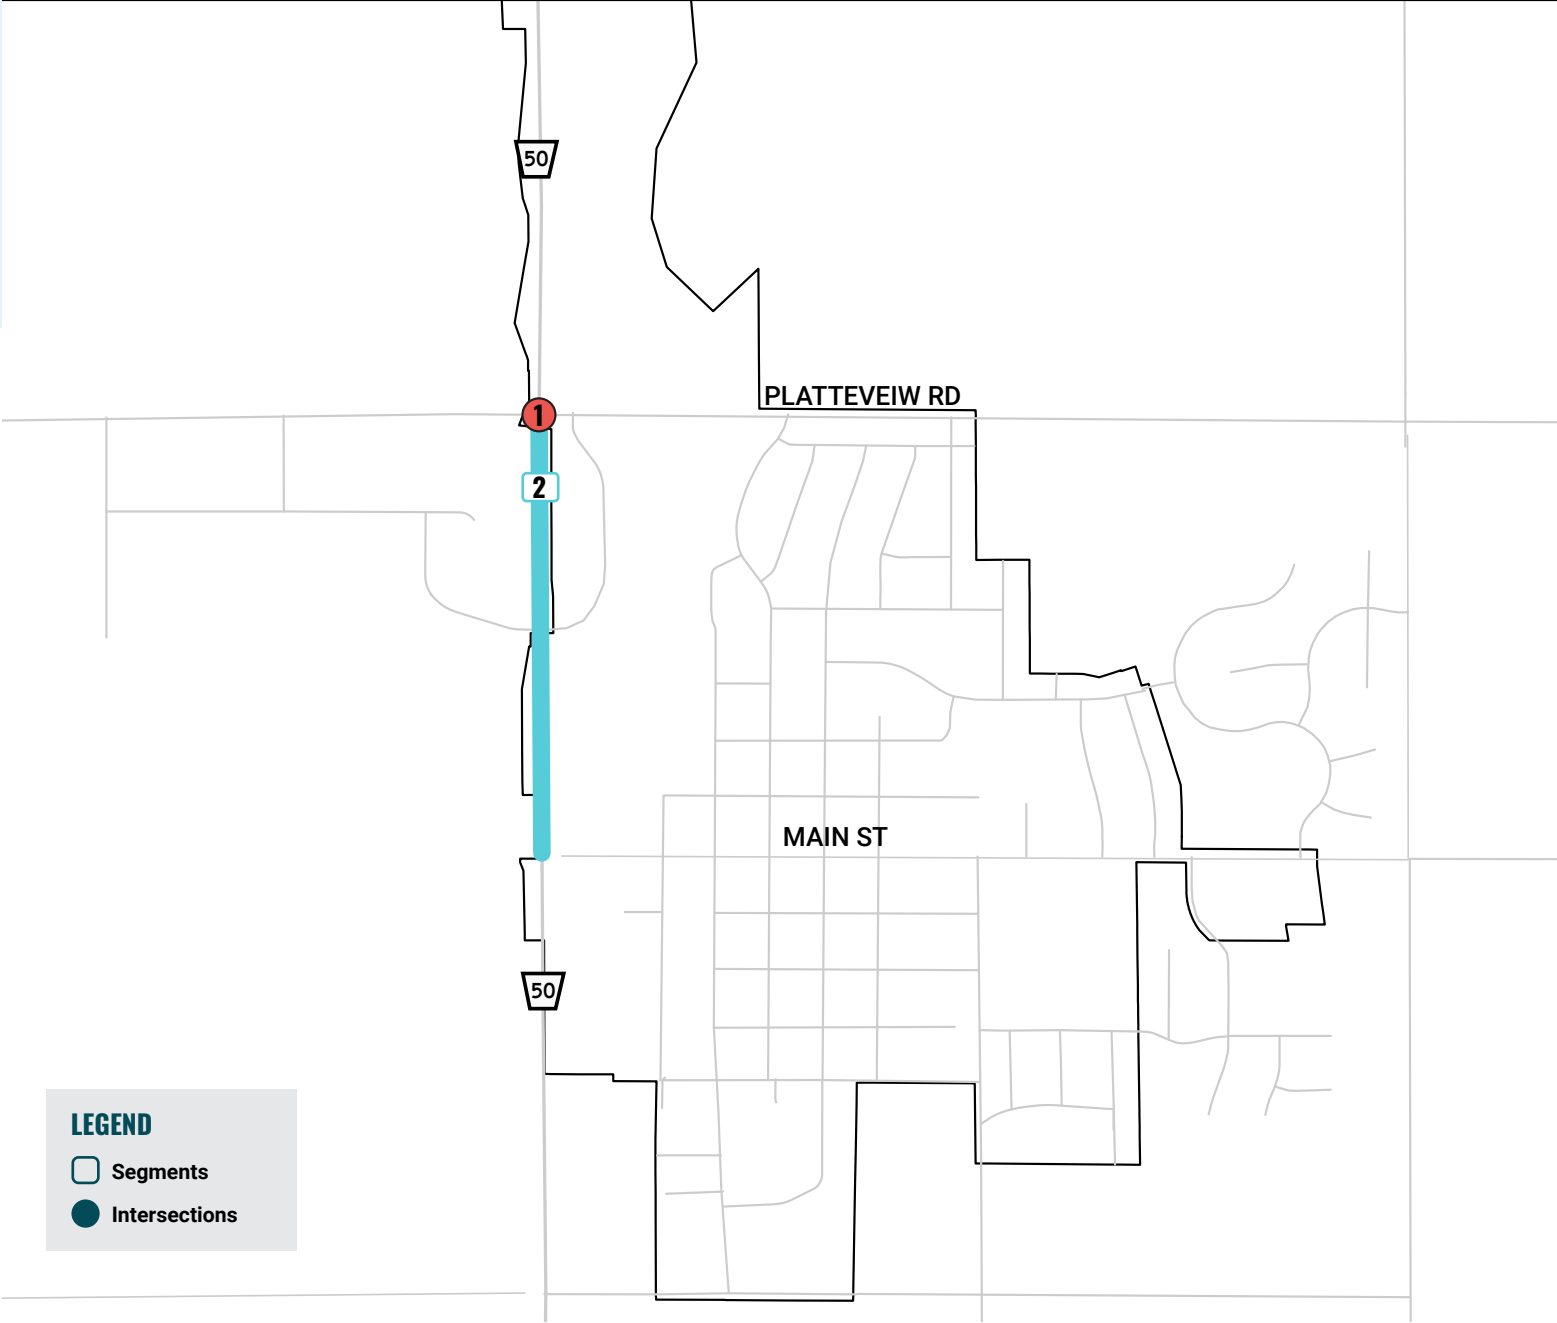 50
PLATTEVEIW RD
1
2
MAIN ST
50
LEGEND
Segments
Intersections